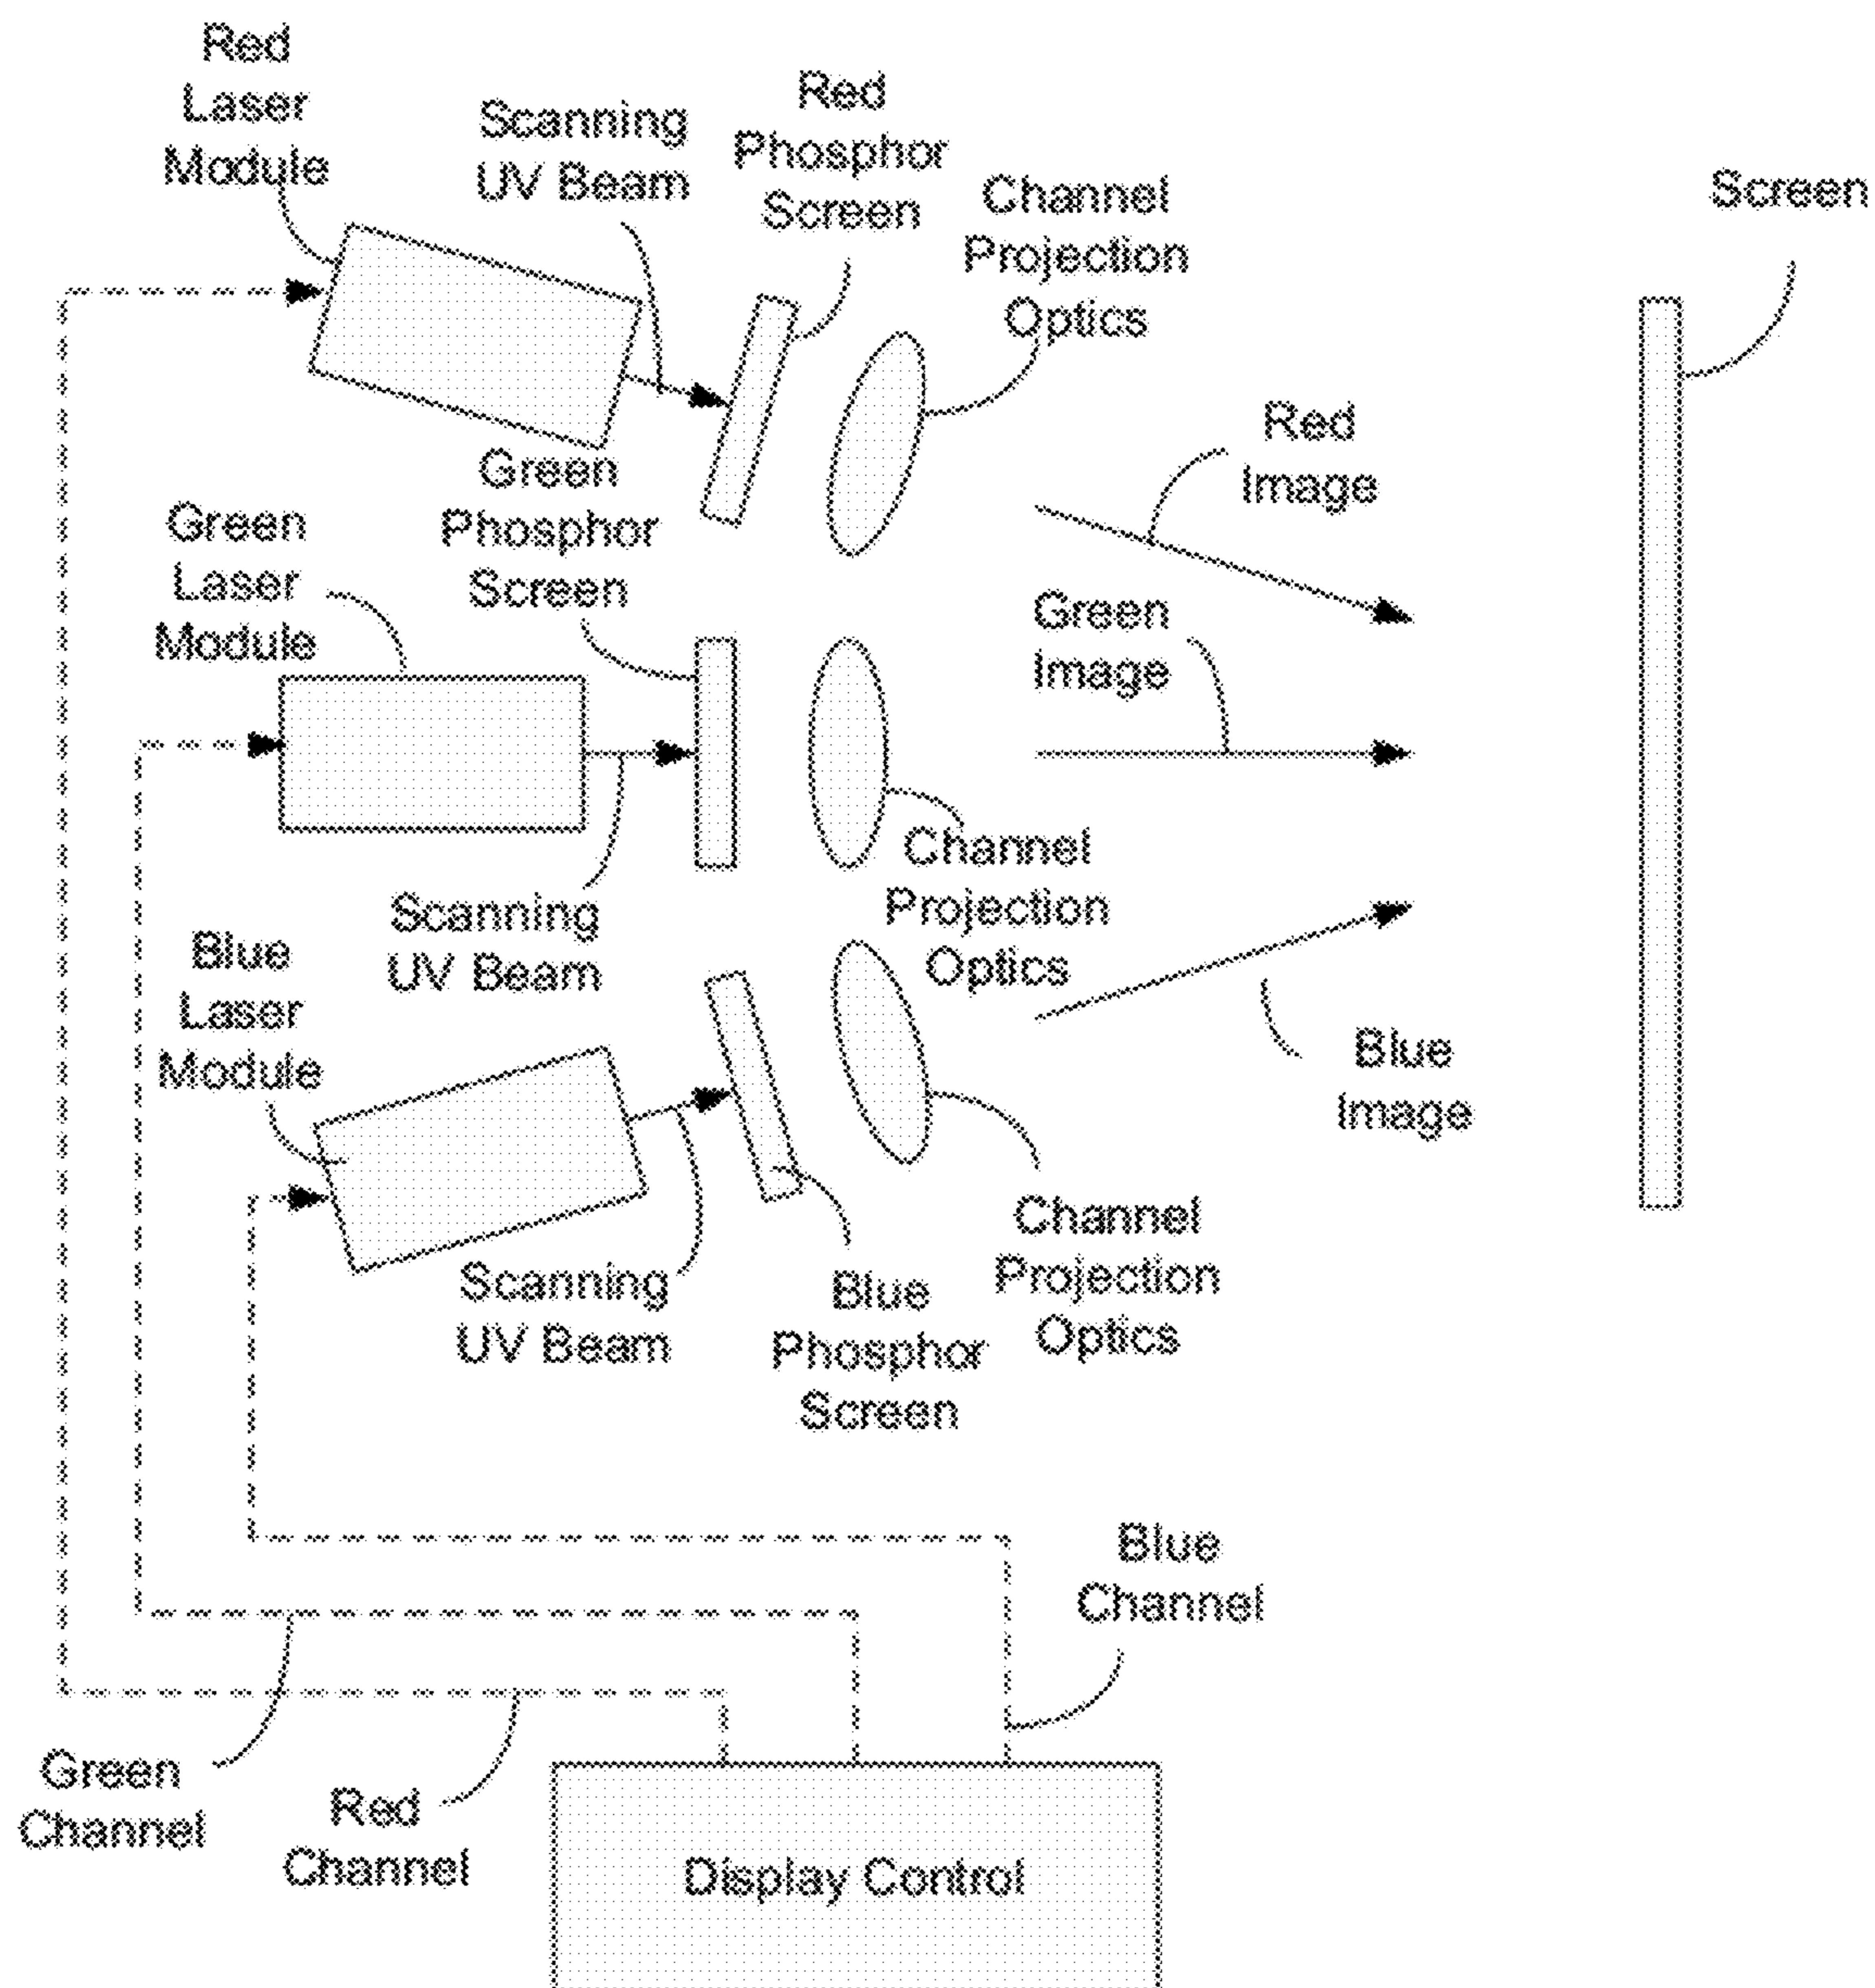 Red
Laser
Module
Scanning
UV Beam
Red
Phosphor
Screen
Channel
Projection
Optics
Screen
Red
Image
Green
Phosphor
Screen
Green
Laser
Module
Green
Image
Scanning
UV Beam
Channel
Projection
Optics
Blue
Laser
Module
Blue
Image
Scanning
UV Beam
Blue
Phosphor
Screen
Channel
Projection
Optics
Blue
Channel
Green
Channel
Red
Channel
Display Control